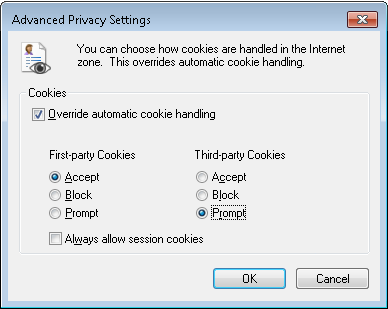 Advanced Privacy Settings
You can choose how cookies are handled in the Internet
zone. This overrides automatic cookie handling.
Cookies
Override automatic cookie handling
First-party Cookies Third-party Cookies
Accept Accept
Block Block
Prompt Prompt
Always allow session cookies
OK Cancel